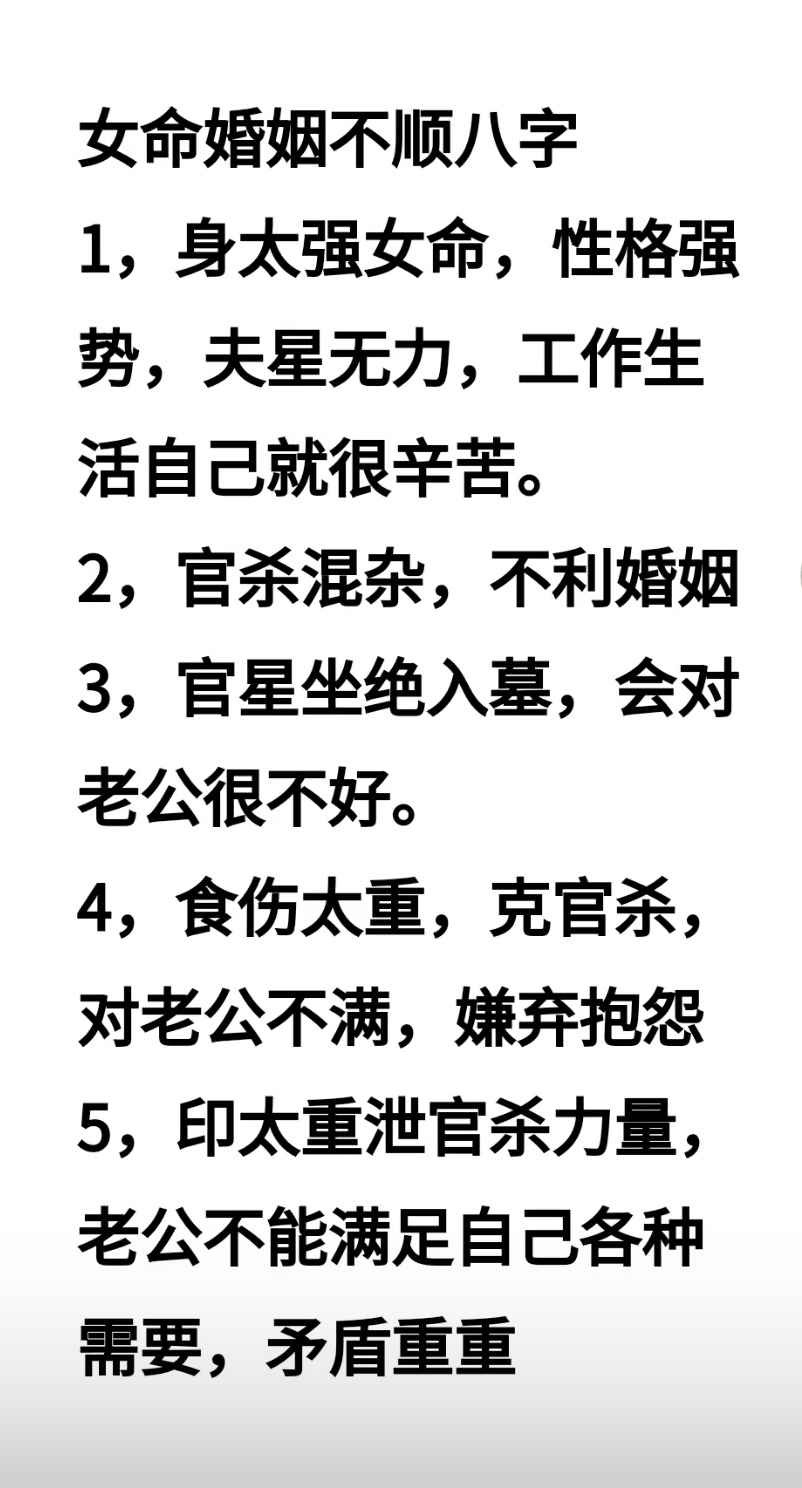 女命婚姻不顺八字
1，身太强女命，性格强
势，夫星无力，工作生
活自己就很辛苦。
2，官杀混杂，不利婚姻
3，官星坐绝入墓，会对
老公很不好。
4，食伤太重，克官杀，
对老公不满，嫌弃抱怨
5，印太重泄官杀力量，
老公不能满足自己各种
需要，矛盾重重